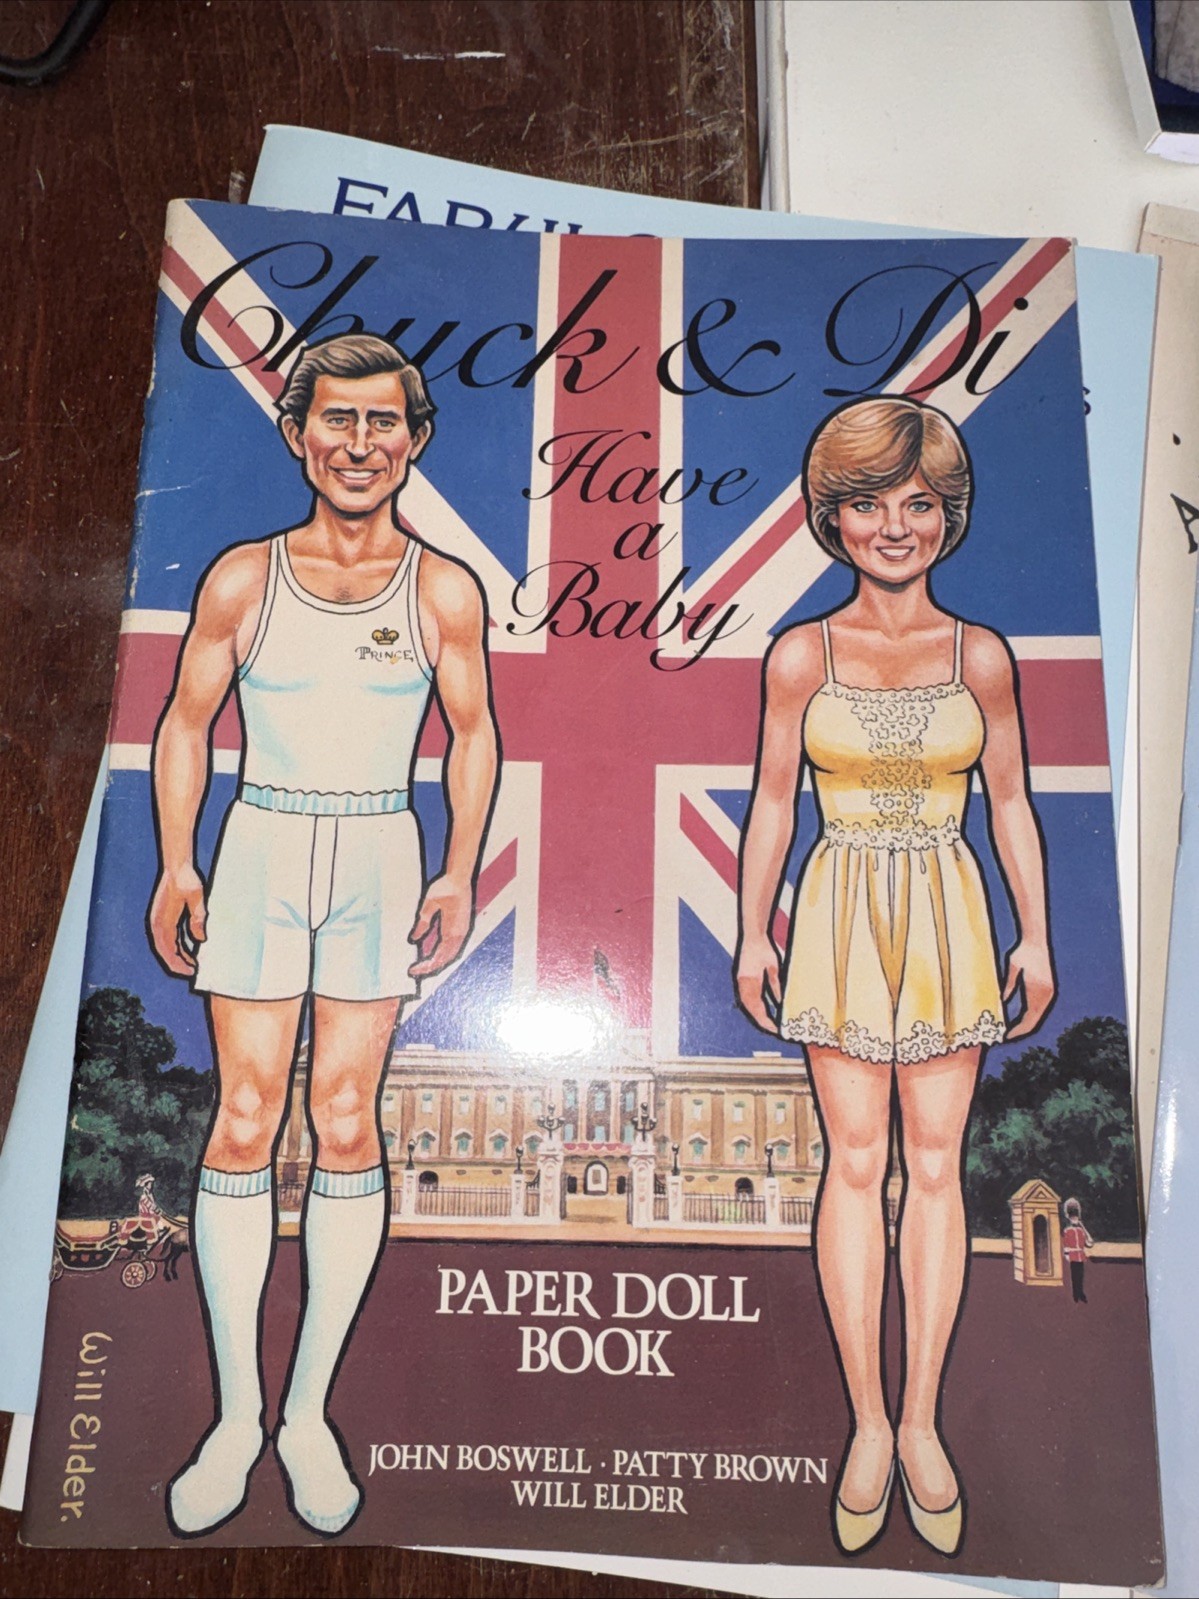 Chuck & Di
Have
a
Baby
PRINCE
PAPER DOLL
BOOK
JOHN BOSWELL · PATTY BROWN
WILL ELDER
Will Elder.